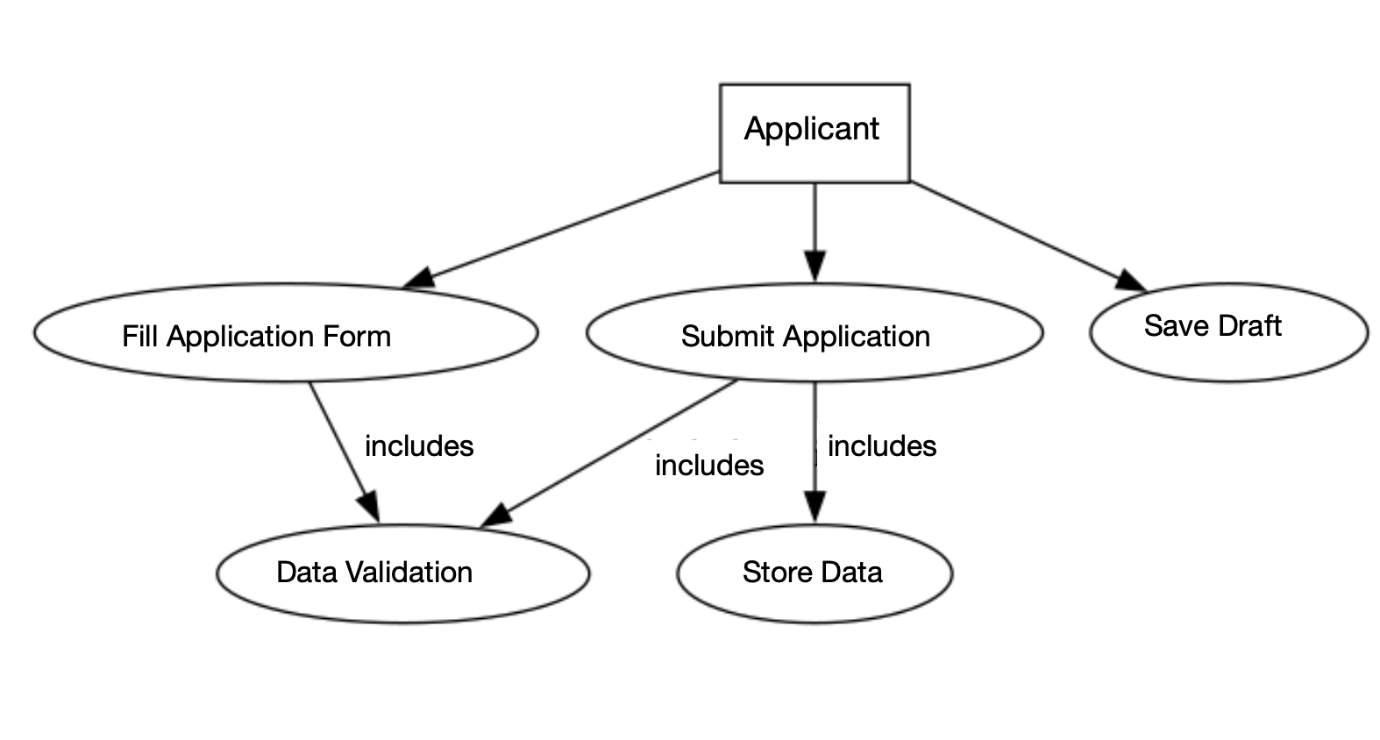 Applicant
Fill Application Form
Submit Application
Save Draft
includes
includes
includes
Data Validation
Store Data